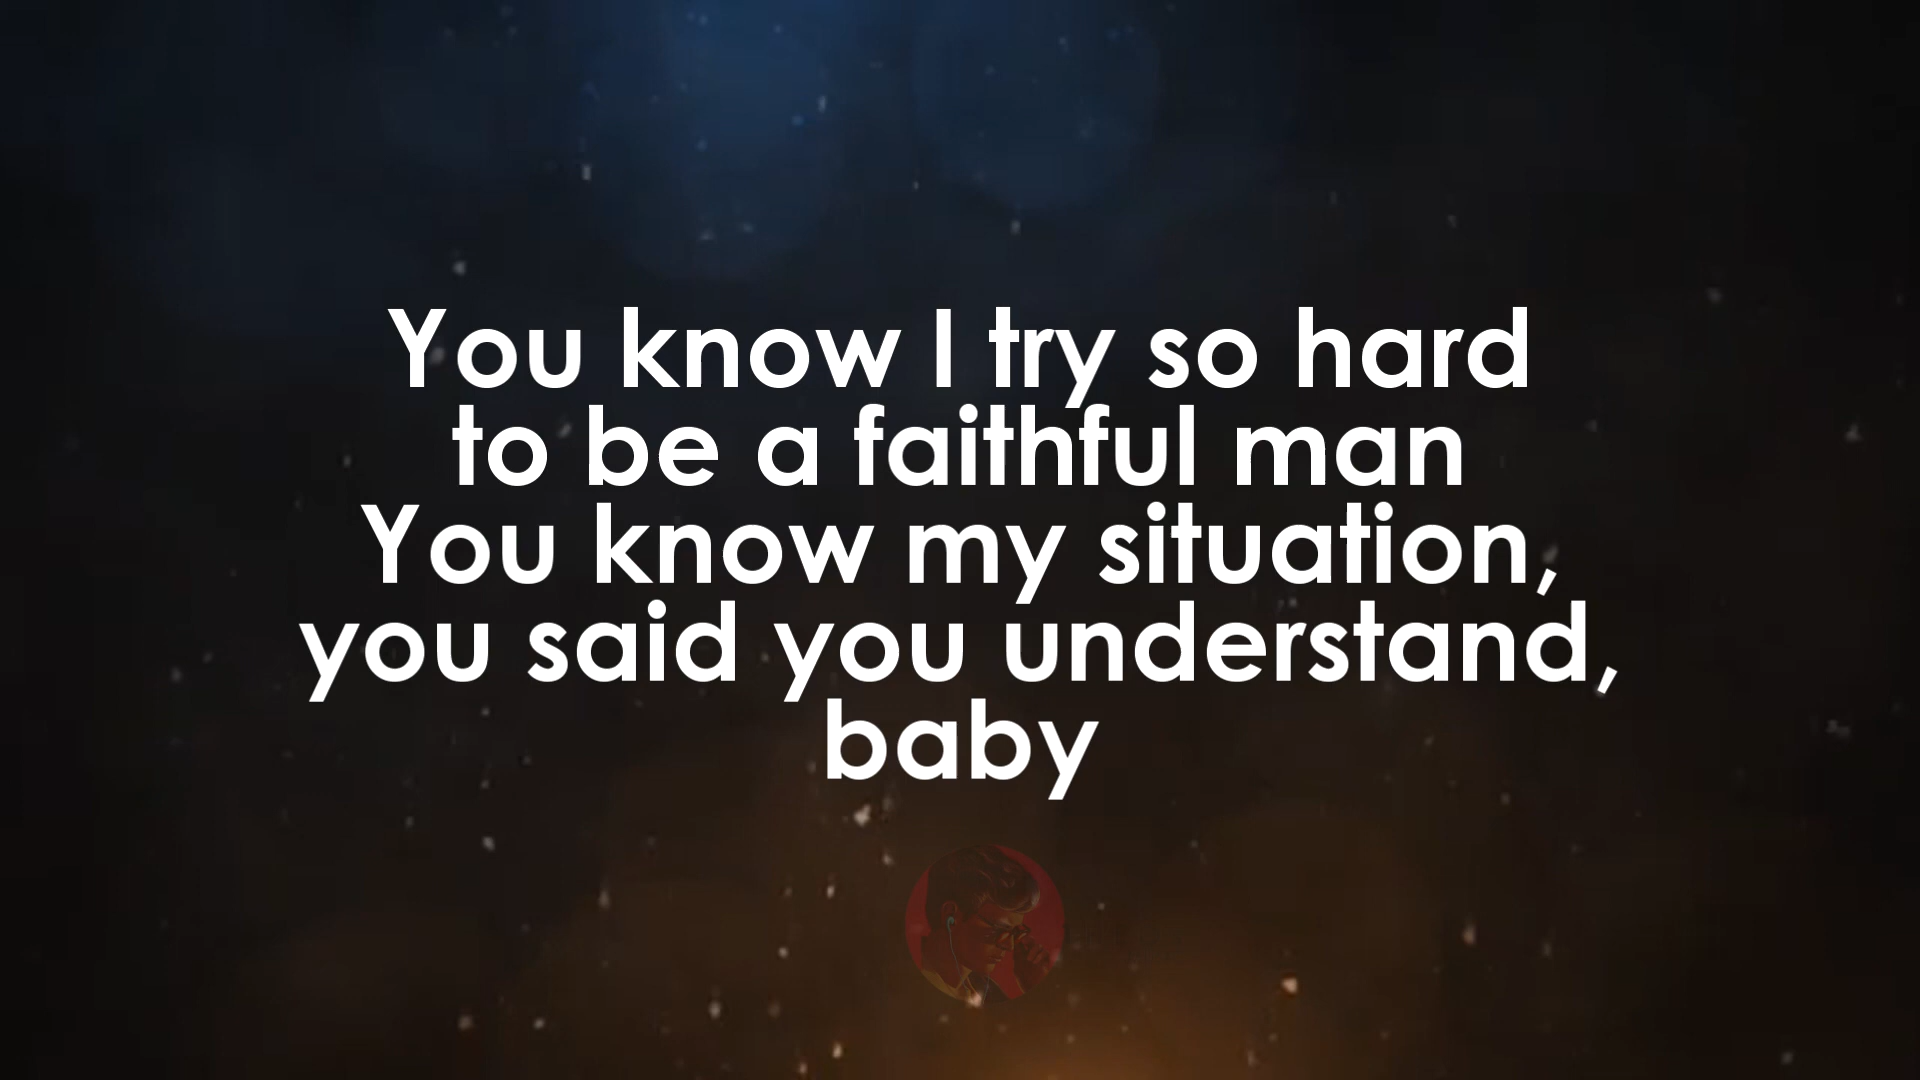 You know I try so hard
to be a faithful man
You know my situation,
you said you understand,
baby